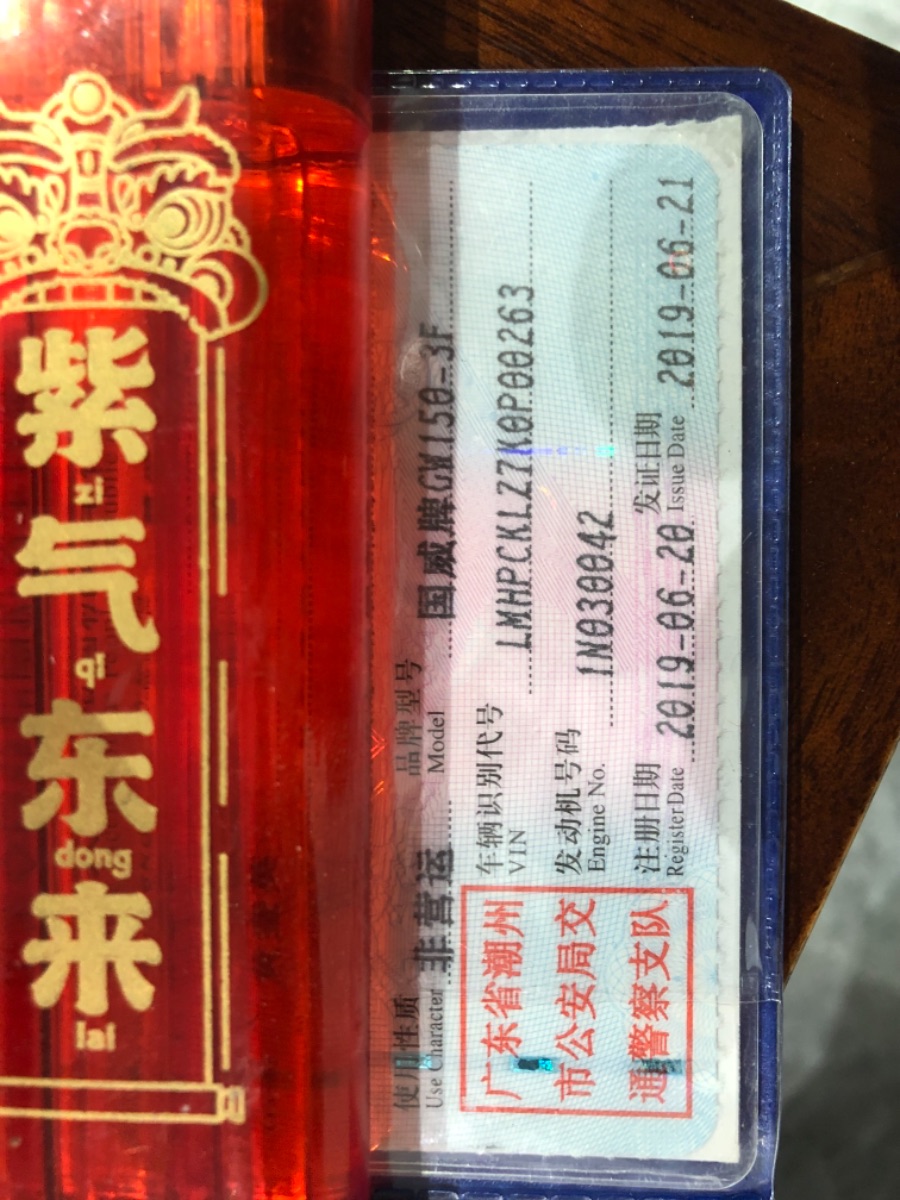 紫
zi
气
qi
东
dong
来
lai
使用性质 非营运 品牌型号 国威牌GW150-3F
Use Character Model
车辆识别代号 LMHPCKLZ7K0P00263
VIN
发动机号码 1N030042
Engine No.
注册日期 2019-06-20 发证日期 2019-06-21
Register Date Issue Date
广东省潮州
市公安局交
通警察支队